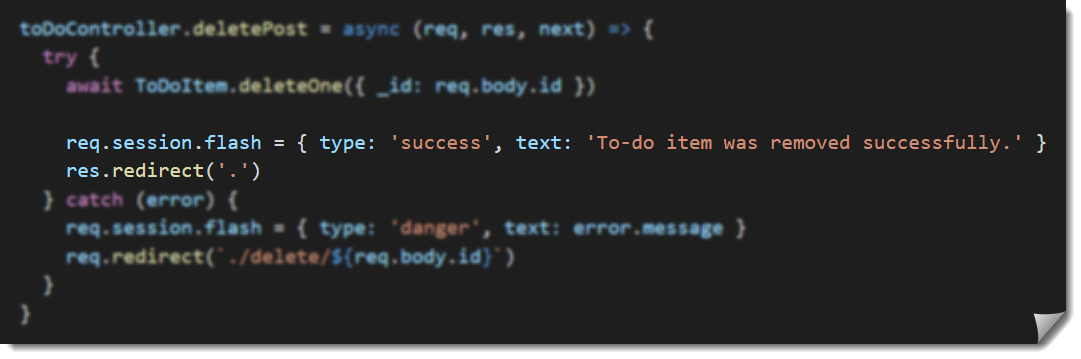 toDoController.deletePost = async (req, res, next) => {
  try {
    await ToDoItem.deleteOne({ _id: req.body.id })

    req.session.flash = { type: 'success', text: 'To-do item was removed successfully.' }
    res.redirect('.')
  } catch (error) {
    req.session.flash = { type: 'danger', text: error.message }
    req.redirect(`./delete/${req.body.id}`)
  }
}